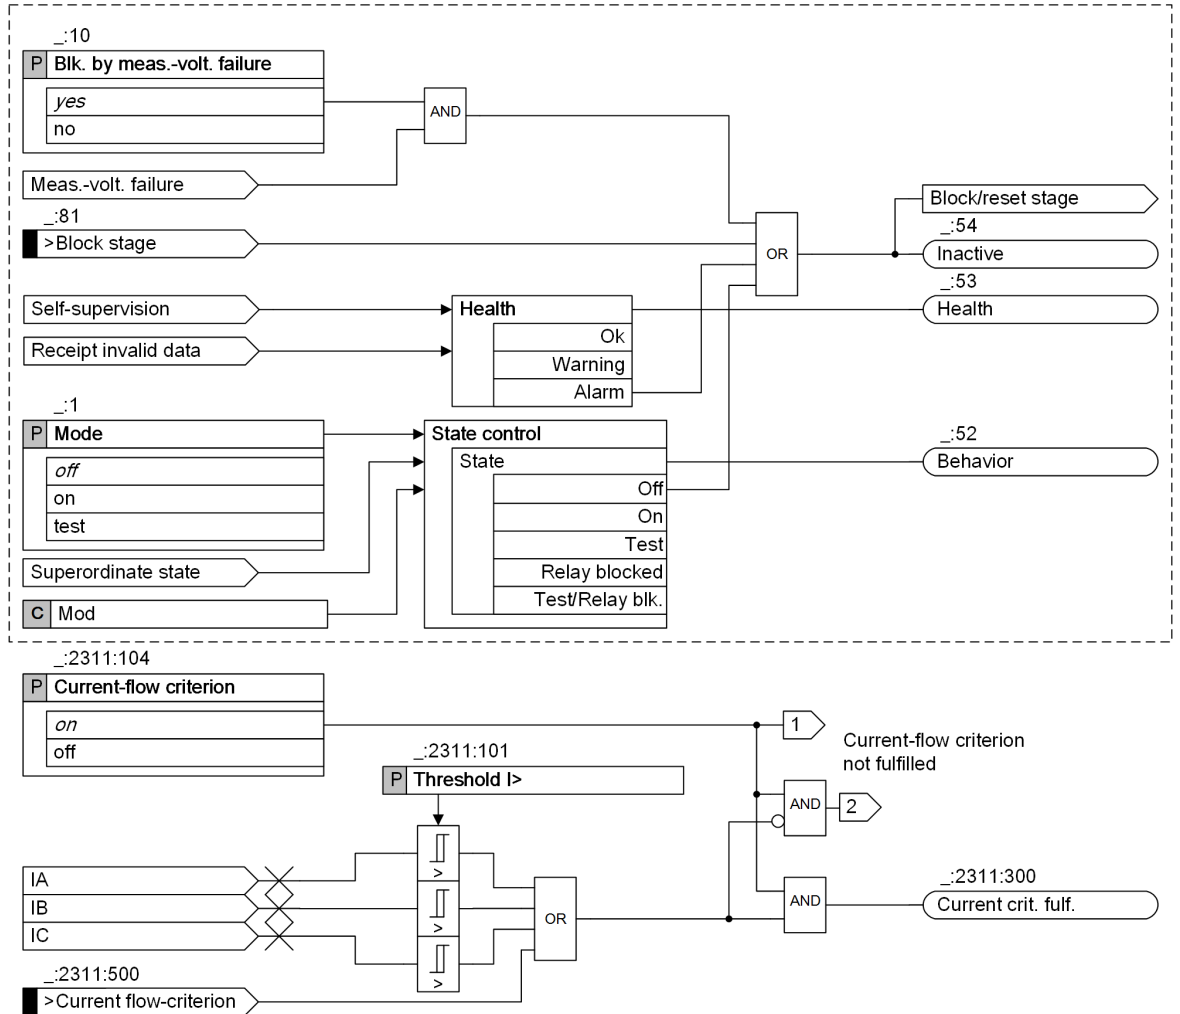 _:10
P Blk. by meas.-volt. failure
yes
no
AND
Meas.-volt. failure
_:81
>Block stage
OR
Block/reset stage
_:54
Inactive
_:53
Health
Self-supervision
Receipt invalid data
Health
Ok
Warning
Alarm
_:1
P Mode
off
on
test
Superordinate state
C Mod
State control
State
Off
On
Test
Relay blocked
Test/Relay blk.
_:52
Behavior
_:2311:104
P Current-flow criterion
on
off
1
Current-flow criterion
not fulfilled
_:2311:101
P Threshold I>
AND
2
>
>
>
IA
IB
IC
OR
AND
_:2311:300
Current crit. fulf.
_:2311:500
>Current flow-criterion